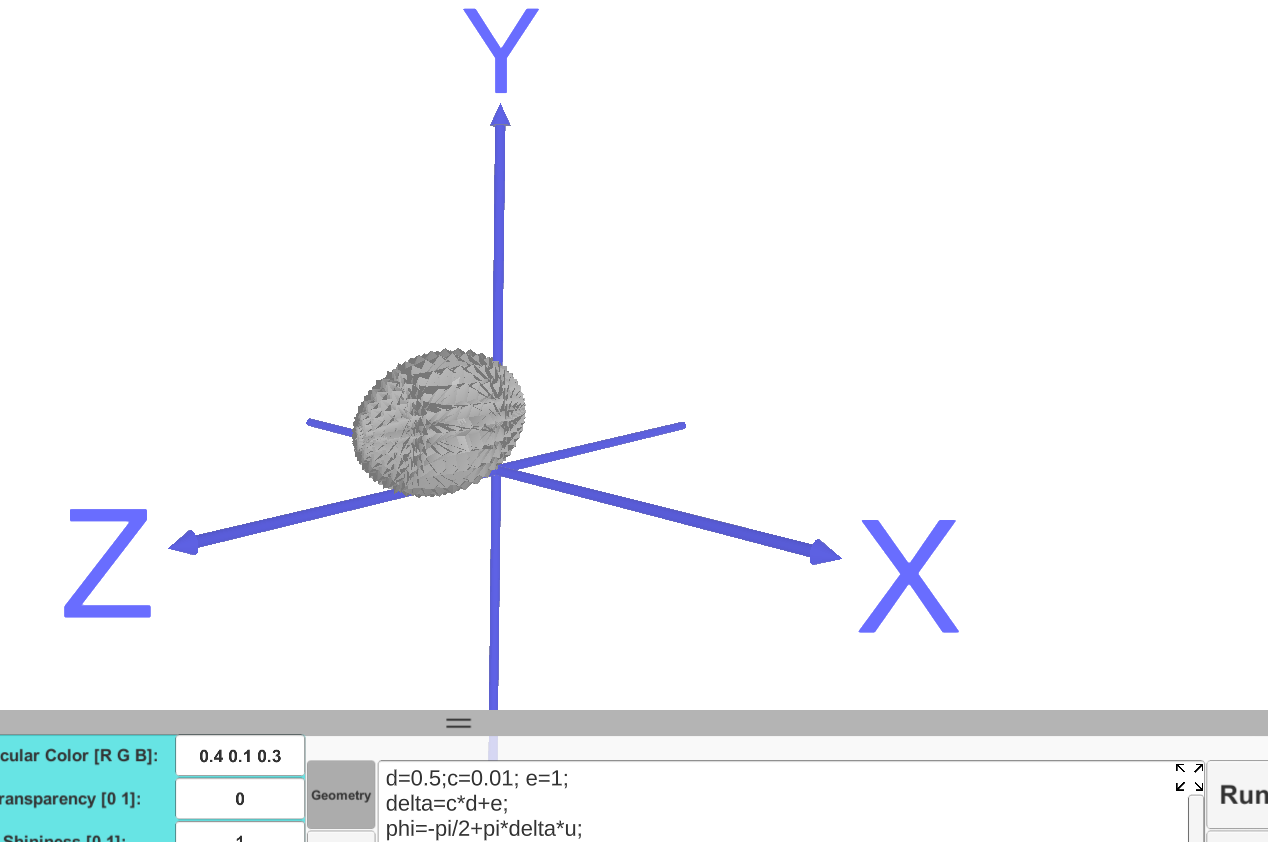 Y
Z
X
cular Color [R G B]:
0.4 0.1 0.3
ransparency [0 1]:
0
Shininess [0 1]:
1
Geometry
d=0.5;c=0.01; e=1;
delta=c*d+e;
phi=-pi/2+pi*delta*u;
Run